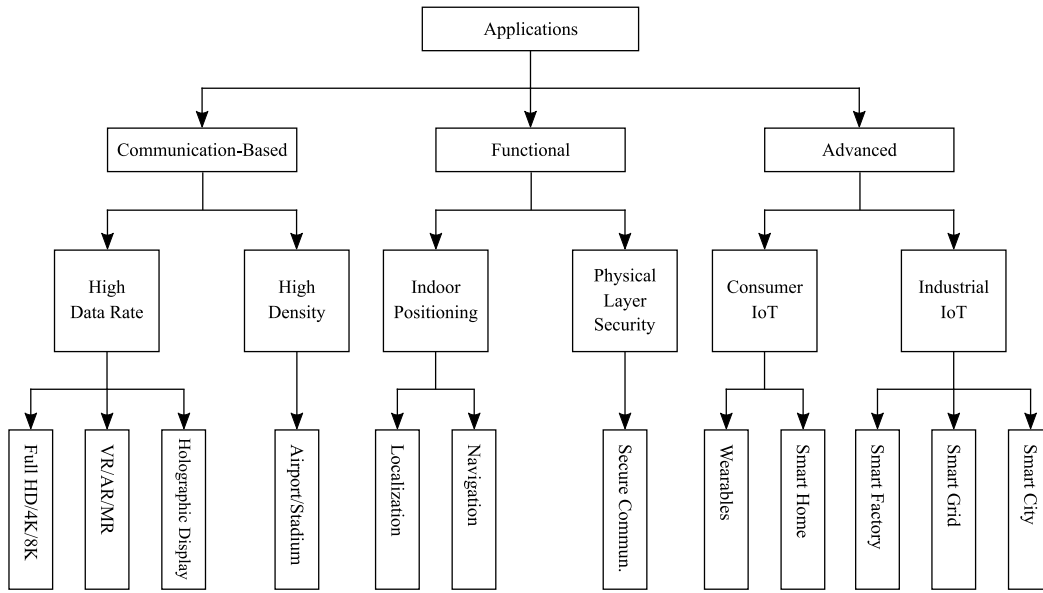 Applications
Communication-Based
Functional
Advanced
High
Data Rate
High
Density
Indoor
Positioning
Physical
Layer
Security
Consumer
IoT
Industrial
IoT
Full HD/4K/8K
VR/AR/MR
Holographic Display
Airport/Stadium
Localization
Navigation
Secure Commun.
Wearables
Smart Home
Smart Factory
Smart Grid
Smart City